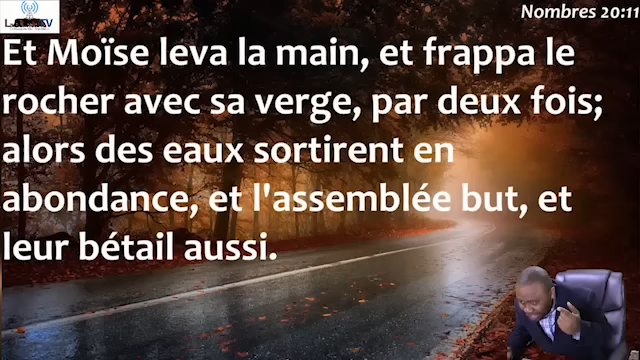 Nombres 20:11
Et Moïse leva la main, et frappa le
rocher avec sa verge, par deux fois;
alors des eaux sortirent en
abondance, et l'assemblée but, et
leur bétail aussi.